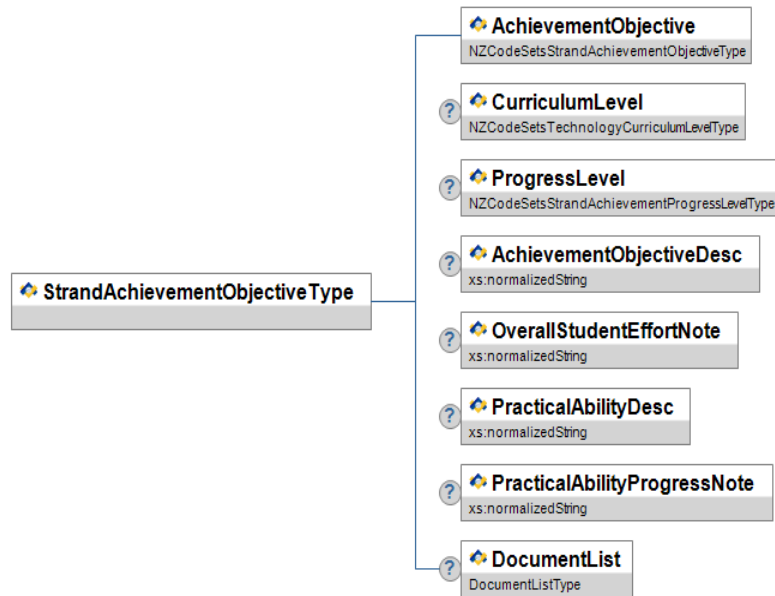 AchievementObjective
NZCodeSetsStrandAchievementObjectiveType
?
CurriculumLevel
NZCodeSetsTechnologyCurriculumLevelType
?
ProgressLevel
NZCodeSetsStrandAchievementProgressLevelType
?
AchievementObjectiveDesc
xs:normalizedString
StrandAchievementObjectiveType
?
OverallStudentEffortNote
xs:normalizedString
?
PracticalAbilityDesc
xs:normalizedString
?
PracticalAbilityProgressNote
xs:normalizedString
?
DocumentList
DocumentListType